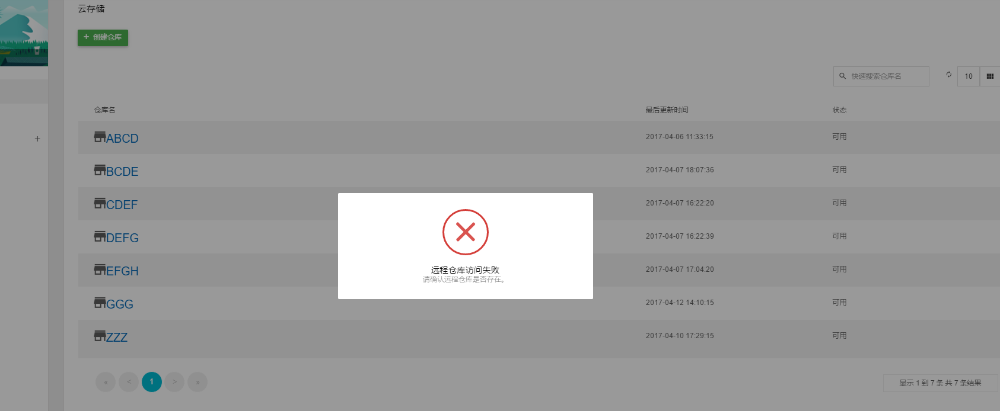 云存储
+ 创建仓库
快速搜索仓库名
10
仓库名 最后更新时间 状态
ABCD 2017-04-06 11:33:15 可用
BCDE 2017-04-07 18:07:36 可用
CDEF 2017-04-07 16:22:20 可用
DEFG 2017-04-07 16:22:39 可用
EFGH 2017-04-07 17:04:20 可用
GGG 2017-04-12 14:10:15 可用
ZZZ 2017-04-10 17:29:15 可用
远程仓库访问失败
请确认远程仓库是否存在。
« < 1 > »
显示 1 到 7 条 共 7 条结果